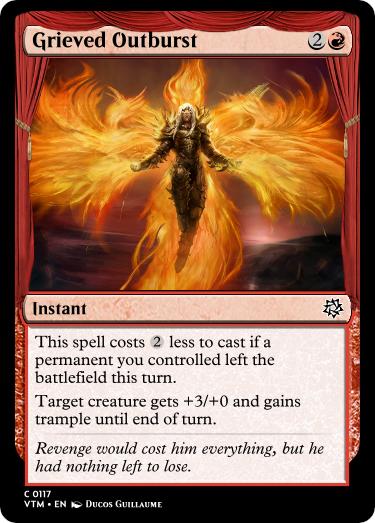 Grieved Outburst 2
Instant
This spell costs 2 less to cast if a
permanent you controlled left the
battlefield this turn.
Target creature gets +3/+0 and gains
trample until end of turn.
Revenge would cost him everything, but he
had nothing left to lose.
C 0117
VTM • EN Ducos Guillaume